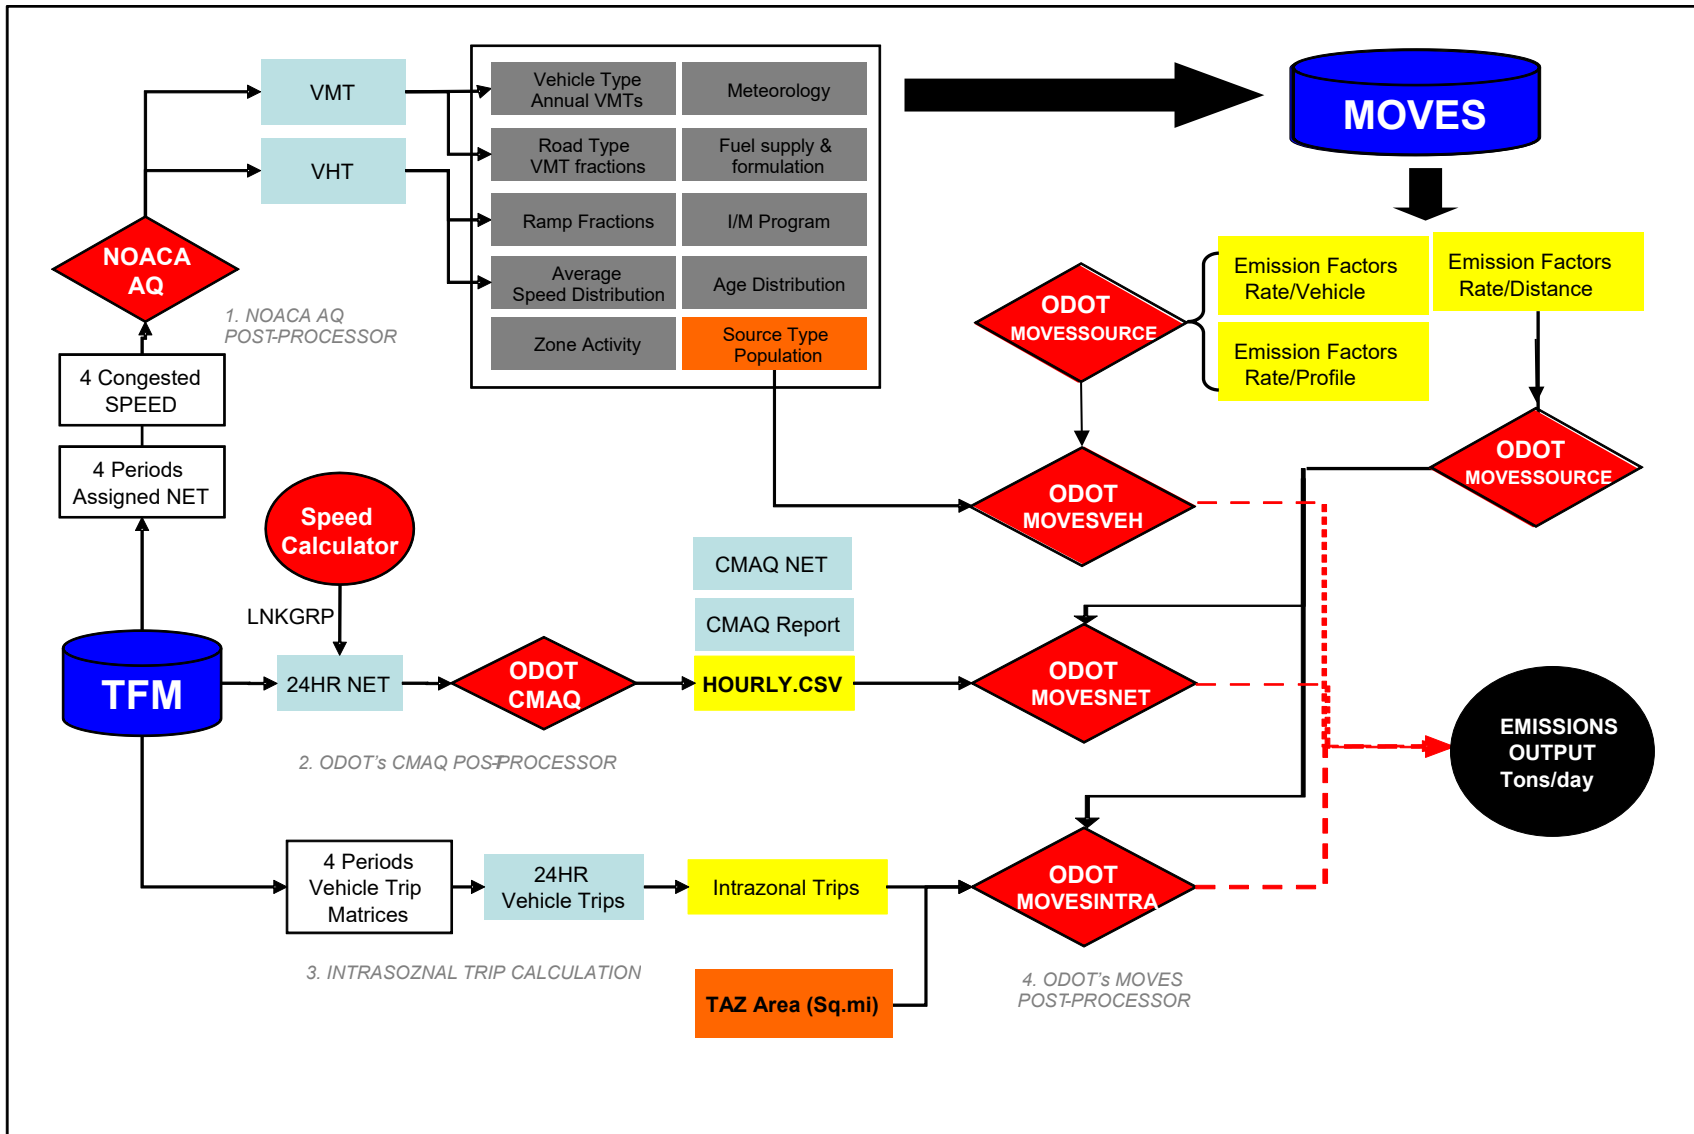 VMT
VHT
NOACA
AQ
1. NOACA AQ
POST-PROCESSOR
4 Congested
SPEED
4 Periods
Assigned NET
Vehicle Type
Annual VMTs
Meteorology
Road Type
VMT fractions
Fuel supply &
formulation
Ramp Fractions
I/M Program
Average
Speed Distribution
Age Distribution
Zone Activity
Source Type
Population
MOVES
Emission Factors
Rate/Vehicle
Emission Factors
Rate/Distance
Emission Factors
Rate/Profile
ODOT
MOVESSOURCE
ODOT
MOVESSOURCE
ODOT
MOVESVEH
Speed
Calculator
LNKGRP
TFM
24HR NET
ODOT
CMAQ
CMAQ NET
CMAQ Report
HOURLY.CSV
ODOT
MOVESNET
2. ODOT's CMAQ POST-PROCESSOR
EMISSIONS
OUTPUT
Tons/day
4 Periods
Vehicle Trip
Matrices
24HR
Vehicle Trips
Intrazonal Trips
ODOT
MOVESINTRA
3. INTRASOZNAL TRIP CALCULATION
TAZ Area (Sq.mi)
4. ODOT's MOVES
POST-PROCESSOR